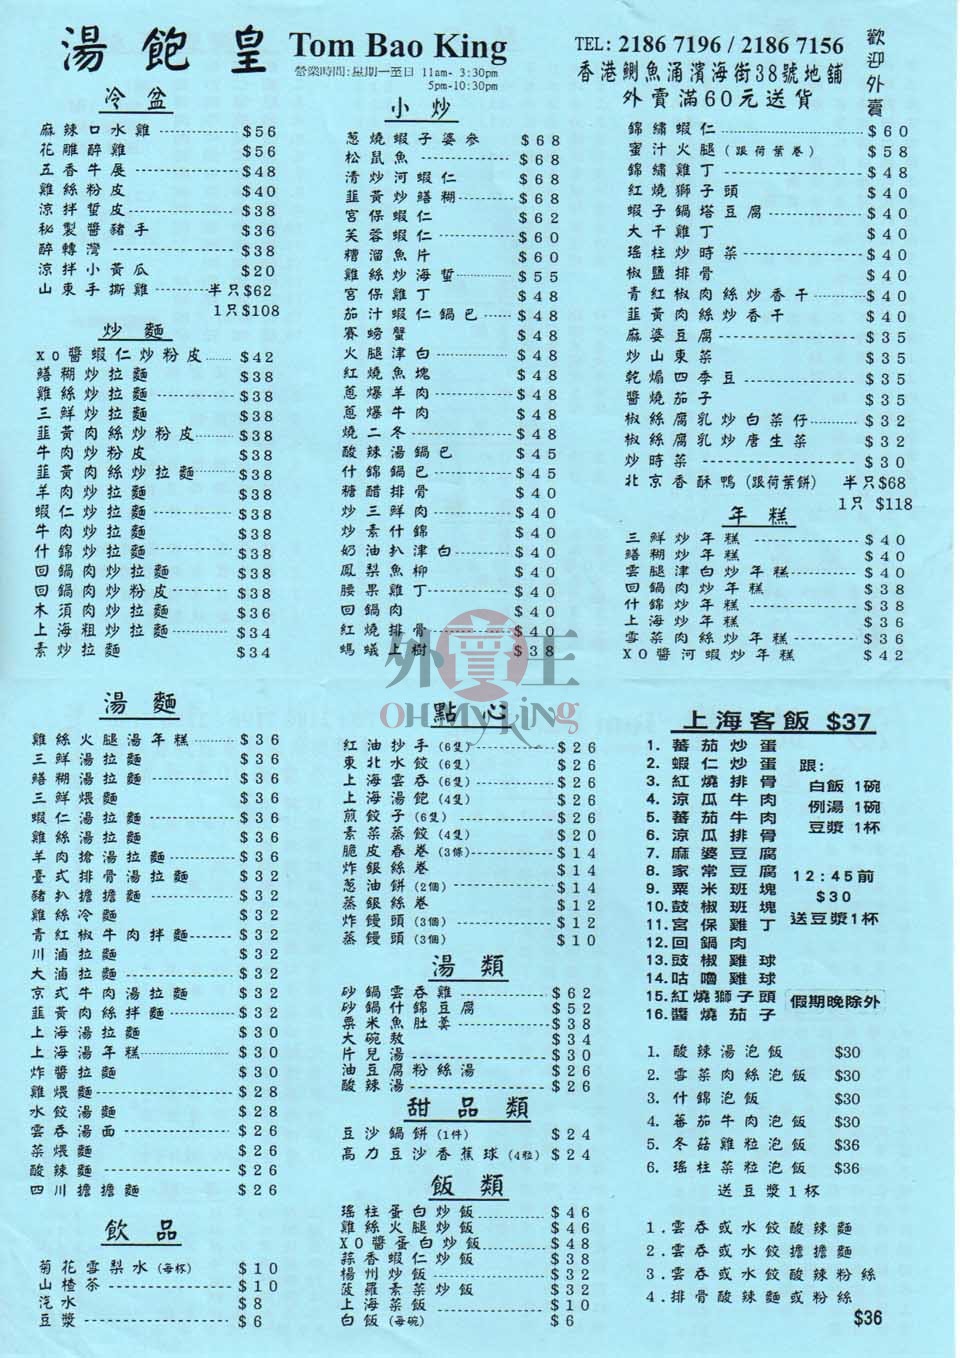 湯飽皇 Tom Bao King
營業時間:星期一至日 11am- 3:30pm
5pm-10:30pm
TEL: 2186 7196 / 2186 7156
香港鰂魚涌濱海街38號地舖
外賣滿60元送貨
歡迎外賣
冷盆
麻辣口水雞 $56
花雕醉雞 $56
五香牛展 $48
雞絲粉皮 $40
涼拌蜇皮 $38
秘製醬豬手 $36
醉轉灣 $38
涼拌小黃瓜 $20
山東手撕雞 半只$62
1只$108
炒麵
XO醬蝦仁炒粉皮 $42
鱔糊炒拉麵 $38
雞絲炒拉麵 $38
三鮮炒拉麵 $38
韮黃肉絲炒粉皮 $38
牛肉炒粉皮 $38
韮黃肉絲炒拉麵 $38
羊肉炒拉麵 $38
蝦仁炒拉麵 $38
牛肉炒拉麵 $38
什錦炒拉麵 $38
回鍋肉炒拉麵 $38
回鍋肉炒粉皮 $38
木須肉炒拉麵 $36
上海粗炒拉麵 $34
素炒拉麵 $34
小炒
蔥燒蝦子婆參 $68
松鼠魚 $68
清炒河蝦仁 $68
韮黃炒鱔糊 $68
宮保蝦仁 $62
芙蓉蝦仁 $60
糟溜魚片 $60
雞絲炒海蜇 $55
宮保雞丁 $48
茄汁蝦仁鍋巴 $48
賽螃蟹 $48
火腿津白 $48
紅燒魚塊 $48
蔥爆羊肉 $48
蔥爆牛肉 $48
燒二冬 $48
酸辣湯鍋巴 $45
什錦鍋巴 $45
糖醋排骨 $40
炒三鮮肉 $40
炒素什錦 $40
奶油扒津白 $40
鳳梨魚柳 $40
腰果雞丁 $40
回鍋肉 $40
紅燒排骨 $40
螞蟻上樹 $38
錦繡蝦仁 $60
蜜汁火腿(跟荷葉卷) $58
錦繡雞丁 $48
紅燒獅子頭 $40
蝦子鍋塔豆腐 $40
大千雞丁 $40
瑤柱炒時菜 $40
椒鹽排骨 $40
青紅椒肉絲炒香干 $40
韮黃肉絲炒香干 $40
麻婆豆腐 $35
炒山東菜 $35
乾煸四季豆 $35
醬燒茄子 $35
椒絲腐乳炒白菜仔 $32
椒絲腐乳炒唐生菜 $32
炒時菜 $30
北京香酥鴨(跟荷葉餅) 半只$68
1只 $118
年糕
三鮮炒年糕 $40
鱔糊炒年糕 $40
雲腿津白炒年糕 $40
回鍋肉炒年糕 $38
什錦炒年糕 $38
上海炒年糕 $36
雪菜肉絲炒年糕 $36
XO醬河蝦炒年糕 $42
外賣王
OHMYKING
湯麵
雞絲火腿湯年糕 $36
三鮮湯拉麵 $36
鱔糊湯拉麵 $36
三鮮煨麵 $36
蝦仁湯拉麵 $36
雞絲湯拉麵 $36
羊肉搶湯拉麵 $36
臺式排骨湯拉麵 $32
豬扒擔擔麵 $32
雞絲冷麵 $32
青紅椒牛肉拌麵 $32
川滷拉麵 $32
大滷拉麵 $32
京式牛肉湯拉麵 $32
韮黃肉絲拌麵 $32
上海湯拉麵 $30
上海湯年糕 $30
炸醬拉麵 $30
雞煨麵 $28
水餃湯麵 $28
雲吞湯面 $26
菜煨麵 $26
酸辣麵 $26
四川擔擔麵 $26
飲品
菊花雪梨水(每杯) $10
山楂茶 $10
汽水 $8
豆漿 $6
點心
紅油抄手(6隻) $26
東北水餃(6隻) $26
上海雲吞(6隻) $26
上海湯飽(4隻) $26
煎餃子(6隻) $26
素菜蒸餃(4隻) $20
脆皮春卷(3條) $14
炸銀絲卷 $14
蔥油餅(2個) $14
蒸銀絲卷 $12
炸饅頭(3個) $12
蒸饅頭(3個) $10
湯類
砂鍋雲吞雞 $62
砂鍋什錦豆腐 $52
粟米魚肚羹 $38
大碗敖 $34
片兒湯 $30
油豆腐粉絲湯 $26
酸辣湯 $26
甜品類
豆沙鍋餅(1件) $24
高力豆沙香蕉球(4粒) $24
飯類
瑤柱蛋白炒飯 $46
雞絲火腿炒飯 $46
XO醬蛋白炒飯 $48
蒜香蝦仁炒飯 $38
楊州炒飯 $32
菠羅素菜炒飯 $32
上海菜飯 $10
白飯(每碗) $6
上海客飯 $37
1. 蕃茄炒蛋
2. 蝦仁炒蛋
3. 紅燒排骨
4. 涼瓜牛肉
5. 蕃茄牛肉
6. 涼瓜排骨
7. 麻婆豆腐
8. 家常豆腐
9. 粟米班塊
10. 鼓椒班塊
11. 宮保雞丁
12. 回鍋肉
13. 豉椒雞球
14. 咕嚕雞球
15. 紅燒獅子頭
16. 醬燒茄子
跟:
白飯 1碗
例湯 1碗
豆漿 1杯
12:45前
$30
送豆漿1杯
假期晚除外
1. 酸辣湯泡飯 $30
2. 雪菜肉絲泡飯 $30
3. 什錦泡飯 $30
4. 蕃茄牛肉泡飯 $30
5. 冬菇雞粒泡飯 $36
6. 瑤柱菜粒泡飯 $36
送豆漿1杯
1. 雲吞或水餃酸辣麵
2. 雲吞或水餃擔擔麵
3. 雲吞或水餃酸辣粉絲
4. 排骨酸辣麵或粉絲
$36